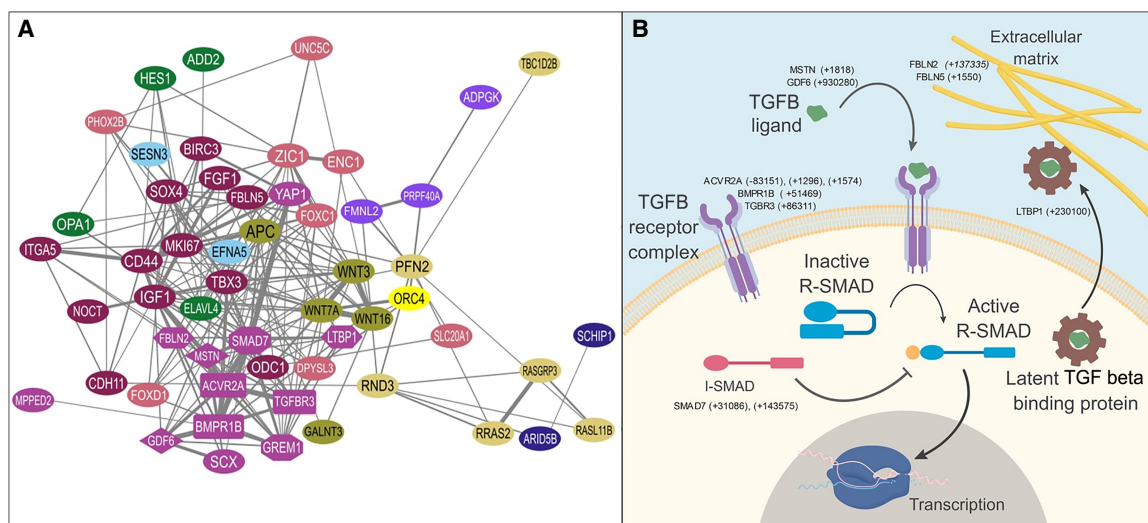 A
UNC5C
ADD2
TBC1D2B
HES1
ADPGK
PHOX2B
BIRC3
SESN3
ZIC1
ENC1
FGF1
SOX4
FBLN5
YAP1
PRPF40A
FMNL2
FOXC1
OPA1
APC
ITGA5
MKI67
EFNA5
CD44
WNT3
PFN2
TBX3
IGF1
ORC4
NOCT
ELAVL4
WNT7A
WNT16
FBLN2
SMAD7
LTBP1
SLC20A1
SCHIP1
MSTN
ODC1
DPYSL3
RASGRP3
CDH11
ACVR2A
RND3
FOXD1
MPPED2
TGFBR3
BMPR1B
GALNT3
RRAS2
ARID5B
RASL11B
GDF6
GREM1
SCX
B
Extracellular
matrix
MSTN (+1818)
GDF6 (+930280)
FBLN2 (+137335)
FBLN5 (+1550)
TGFB
ligand
ACVR2A (-83151), (+1296), (+1574)
BMPR1B (+51469)
TGBR3 (+86311)
TGFB
receptor
complex
LTBP1 (+230100)
Inactive
R-SMAD
Active
R-SMAD
I-SMAD
SMAD7 (+31086), (+143575)
Latent TGF beta
binding protein
Transcription